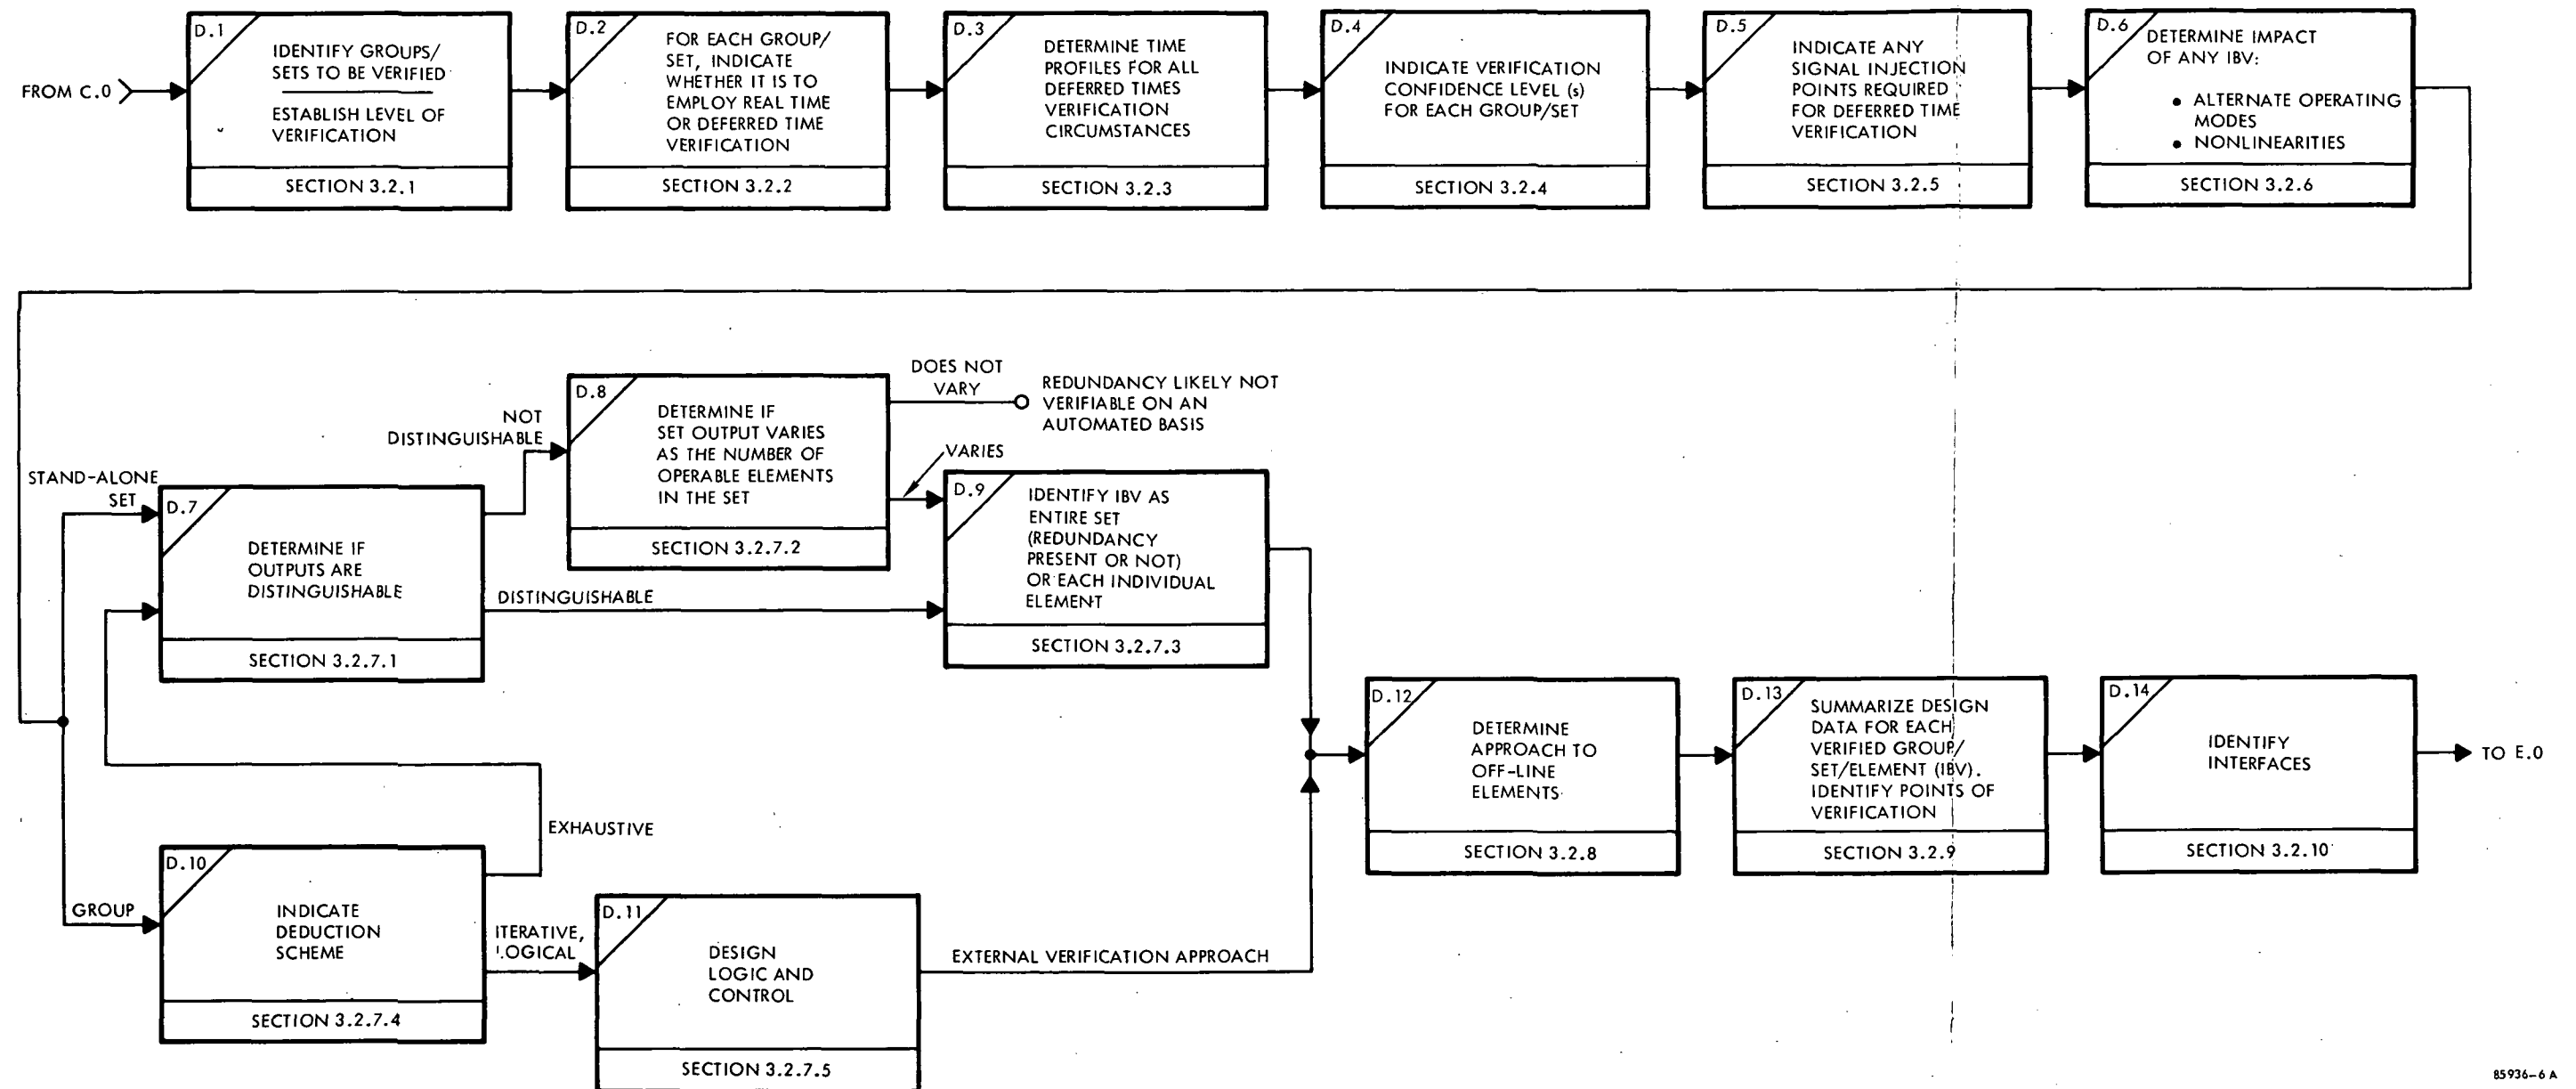 FROM C.0
D.1
IDENTIFY GROUPS/
SETS TO BE VERIFIED
ESTABLISH LEVEL OF
VERIFICATION
SECTION 3.2.1
D.2
FOR EACH GROUP/
SET, INDICATE
WHETHER IT IS TO
EMPLOY REAL TIME
OR DEFERRED TIME
VERIFICATION
SECTION 3.2.2
D.3
DETERMINE TIME
PROFILES FOR ALL
DEFERRED TIMES
VERIFICATION
CIRCUMSTANCES
SECTION 3.2.3
D.4
INDICATE VERIFICATION
CONFIDENCE LEVEL (s)
FOR EACH GROUP/SET
SECTION 3.2.4
D.5
INDICATE ANY
SIGNAL INJECTION
POINTS REQUIRED
FOR DEFERRED TIME
VERIFICATION
SECTION 3.2.5
D.6
DETERMINE IMPACT
OF ANY IBV:
• ALTERNATE OPERATING
MODES
• NONLINEARITIES
SECTION 3.2.6
STAND-ALONE
SET
D.7
DETERMINE IF
OUTPUTS ARE
DISTINGUISHABLE
SECTION 3.2.7.1
NOT
DISTINGUISHABLE
D.8
DETERMINE IF
SET OUTPUT VARIES
AS THE NUMBER OF
OPERABLE ELEMENTS
IN THE SET
SECTION 3.2.7.2
DOES NOT
VARY
REDUNDANCY LIKELY NOT
VERIFIABLE ON AN
AUTOMATED BASIS
VARIES
DISTINGUISHABLE
D.9
IDENTIFY IBV AS
ENTIRE SET
(REDUNDANCY
PRESENT OR NOT)
OR EACH INDIVIDUAL
ELEMENT
SECTION 3.2.7.3
GROUP
D.10
INDICATE
DEDUCTION
SCHEME
SECTION 3.2.7.4
EXHAUSTIVE
ITERATIVE,
LOGICAL
D.11
DESIGN
LOGIC AND
CONTROL
SECTION 3.2.7.5
EXTERNAL VERIFICATION APPROACH
D.12
DETERMINE
APPROACH TO
OFF-LINE
ELEMENTS
SECTION 3.2.8
D.13
SUMMARIZE DESIGN
DATA FOR EACH
VERIFIED GROUP/
SET/ELEMENT (IBV).
IDENTIFY POINTS OF
VERIFICATION
SECTION 3.2.9
D.14
IDENTIFY
INTERFACES
SECTION 3.2.10
TO E.0
85936-6 A